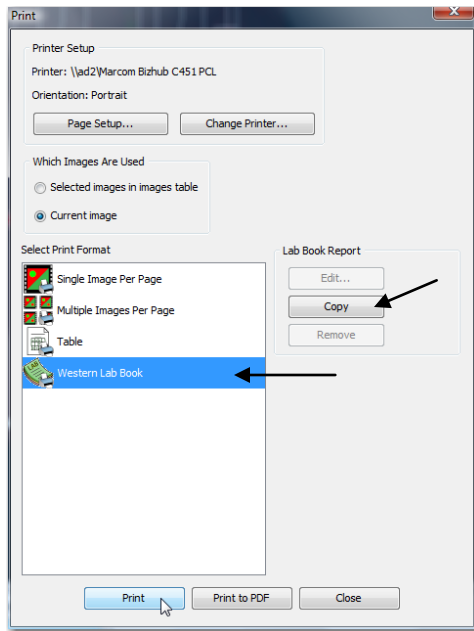 Print
Printer Setup
Printer: \\ad2\Marcom Bizhub C451 PCL
Orientation: Portrait
Page Setup...
Change Printer...
Which Images Are Used
Selected images in images table
Current image
Select Print Format
Single Image Per Page
Multiple Images Per Page
Table
Western Lab Book
Lab Book Report
Edit...
Copy
Remove
Print
Print to PDF
Close